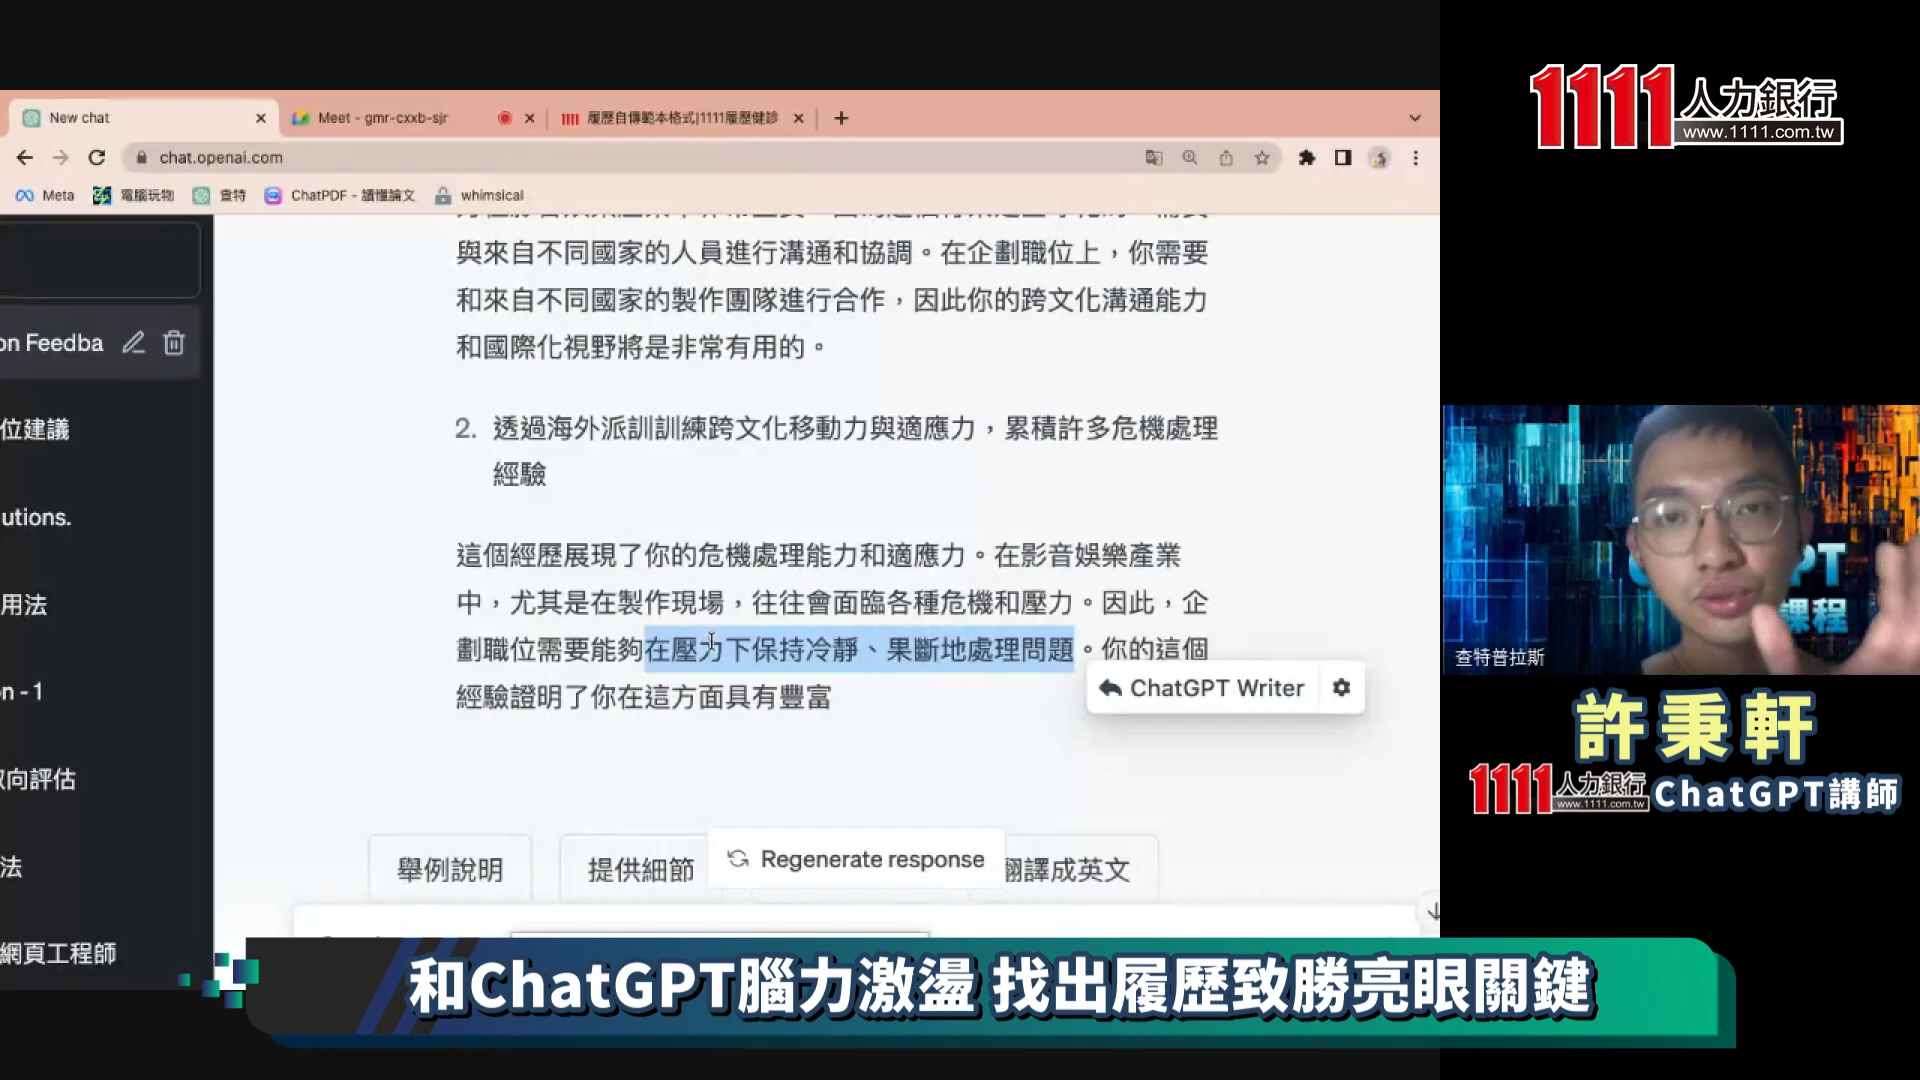 New chat
Meet - gmr-cxxb-sjr
1111 履歷自傳範本格式|1111履歷健診
chat.openai.com
Meta
電腦玩物
查特
ChatPDF - 讀懂論文
whimsical
on Feedba
位建議
utions.
用法
n - 1
取向評估
法
網頁工程師
與來自不同國家的人員進行溝通和協調。在企劃職位上，你需要
和來自不同國家的製作團隊進行合作，因此你的跨文化溝通能力
和國際化視野將是非常有用的。
2. 透過海外派訓訓練跨文化移動力與適應力，累積許多危機處理
經驗
這個經歷展現了你的危機處理能力和適應力。在影音娛樂產業
中，尤其是在製作現場，往往會面臨各種危機和壓力。因此，企
劃職位需要能夠在壓力下保持冷靜、果斷地處理問題。你的這個
經驗證明了你在這方面具有豐富
ChatGPT Writer
舉例說明
提供細節
Regenerate response
翻譯成英文
和ChatGPT腦力激盪 找出履歷致勝亮眼關鍵
1111人力銀行
www.1111.com.tw
PT
課程
查特普拉斯
許秉軒
1111人力銀行
www.1111.com.tw
ChatGPT講師